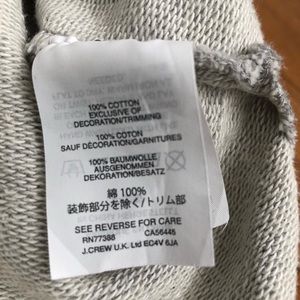 100% COTTON
EXCLUSIVE OF
DECORATION/TRIMMING
100% COTON
SAUF DÉCORATION/GARNITURES
100% BAUMWOLLE
AUSGENOMMEN
DEKORATION/BESATZ
綿 100%
装飾部分を除く/トリム部
SEE REVERSE FOR CARE
RN77388 CA56445
J.CREW U.K. Ltd EC4V 6JA